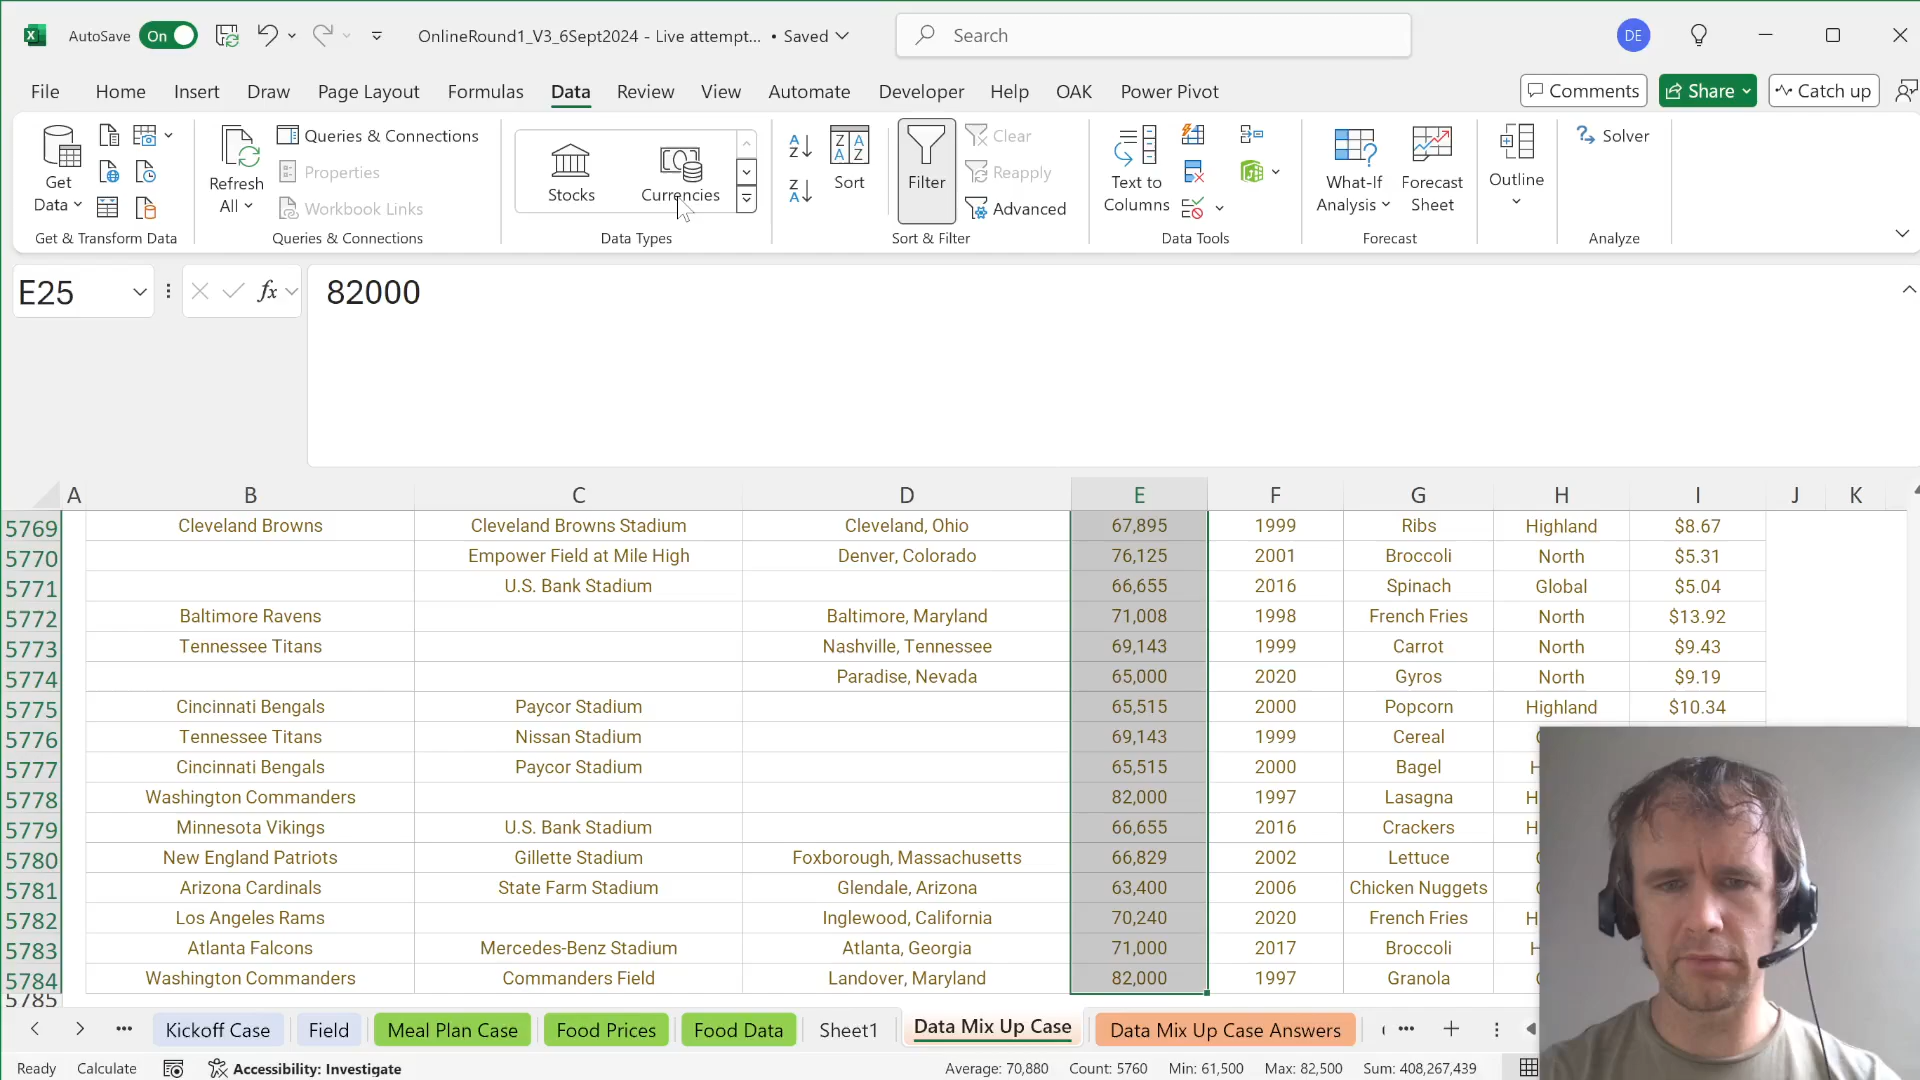 AutoSave On OnlineRound1_V3_6Sept2024 - Live attempt... • Saved Search DE
File Home Insert Draw Page Layout Formulas Data Review View Automate Developer Help OAK Power Pivot Comments Share Catch up
Get Data
Refresh All
Queries & Connections
Properties
Workbook Links
Stocks
Currencies
Sort
Filter
Clear
Reapply
Advanced
Text to Columns
What-If Analysis
Forecast Sheet
Outline
Solver
Get & Transform Data Queries & Connections Data Types Sort & Filter Data Tools Forecast Analyze
E25 fx 82000
A B C D E F G H I J K
5769 Cleveland Browns Cleveland Browns Stadium Cleveland, Ohio 67,895 1999 Ribs Highland $8.67
5770 Empower Field at Mile High Denver, Colorado 76,125 2001 Broccoli North $5.31
5771 U.S. Bank Stadium 66,655 2016 Spinach Global $5.04
5772 Baltimore Ravens Baltimore, Maryland 71,008 1998 French Fries North $13.92
5773 Tennessee Titans Nashville, Tennessee 69,143 1999 Carrot North $9.43
5774 Paradise, Nevada 65,000 2020 Gyros North $9.19
5775 Cincinnati Bengals Paycor Stadium 65,515 2000 Popcorn Highland $10.34
5776 Tennessee Titans Nissan Stadium 69,143 1999 Cereal
5777 Cincinnati Bengals Paycor Stadium 65,515 2000 Bagel H
5778 Washington Commanders 82,000 1997 Lasagna H
5779 Minnesota Vikings U.S. Bank Stadium 66,655 2016 Crackers H
5780 New England Patriots Gillette Stadium Foxborough, Massachusetts 66,829 2002 Lettuce
5781 Arizona Cardinals State Farm Stadium Glendale, Arizona 63,400 2006 Chicken Nuggets
5782 Los Angeles Rams Inglewood, California 70,240 2020 French Fries H
5783 Atlanta Falcons Mercedes-Benz Stadium Atlanta, Georgia 71,000 2017 Broccoli H
5784 Washington Commanders Commanders Field Landover, Maryland 82,000 1997 Granola
5785
Kickoff Case Field Meal Plan Case Food Prices Food Data Sheet1 Data Mix Up Case Data Mix Up Case Answers
Ready Calculate Accessibility: Investigate Average: 70,880 Count: 5760 Min: 61,500 Max: 82,500 Sum: 408,267,439